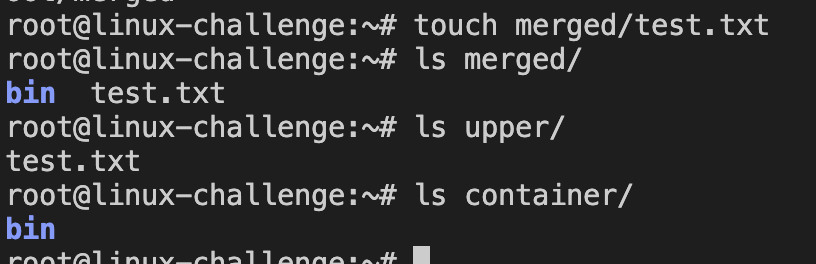 root@linux-challenge:~# touch merged/test.txt
root@linux-challenge:~# ls merged/
bin  test.txt
root@linux-challenge:~# ls upper/
test.txt
root@linux-challenge:~# ls container/
bin
root@linux-challenge:~#